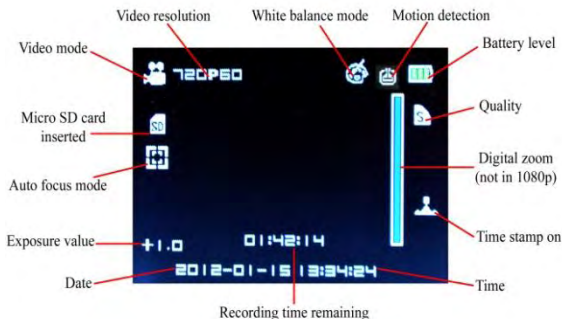 Video resolution
White balance mode
Motion detection
Video mode
Battery level
720P60
Micro SD card
inserted
SD
S
Quality
Digital zoom
(not in 1080p)
Auto focus mode
Exposure value
+1.0
01:42:14
Time stamp on
Date
2012-01-15 13:34:24
Time
Recording time remaining